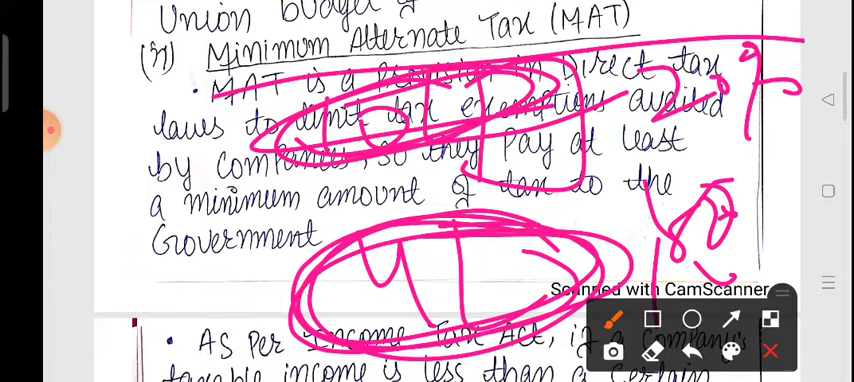 Union budget of
(ज) Minimum Alternate Tax (MAT)
• MAT is a Provision in Direct tax
laws to limit tax exemptions availed
by companies, so they Pay at least
a minimum amount of tax to the
Government
Scanned with CamScanner
• As Per Income Tax Act, if a Company's
taxable income is less than a certain